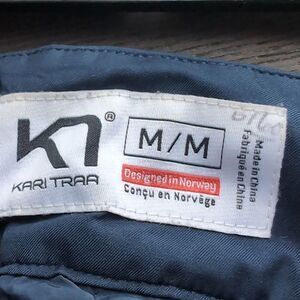 KARI TRAA
®
M/M
Designed in Norway
Conçu en Norvège
Made in China
Fabriqué en Chine